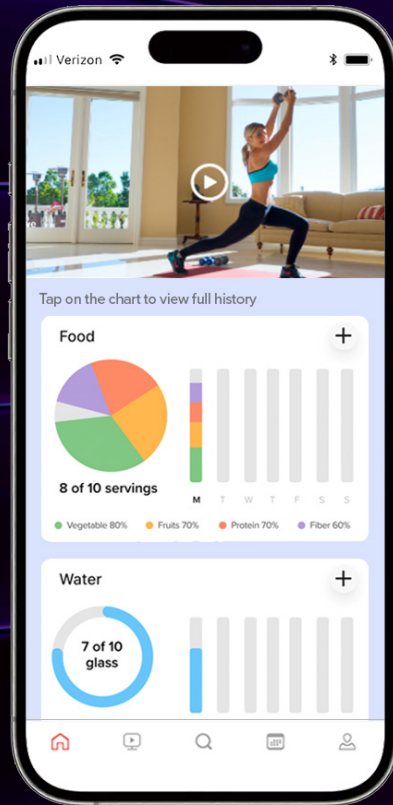 Verizon
Tap on the chart to view full history
Food
8 of 10 servings
M T W T F S S
Vegetable 80% Fruits 70% Protein 70% Fiber 60%
Water
7 of 10
glass